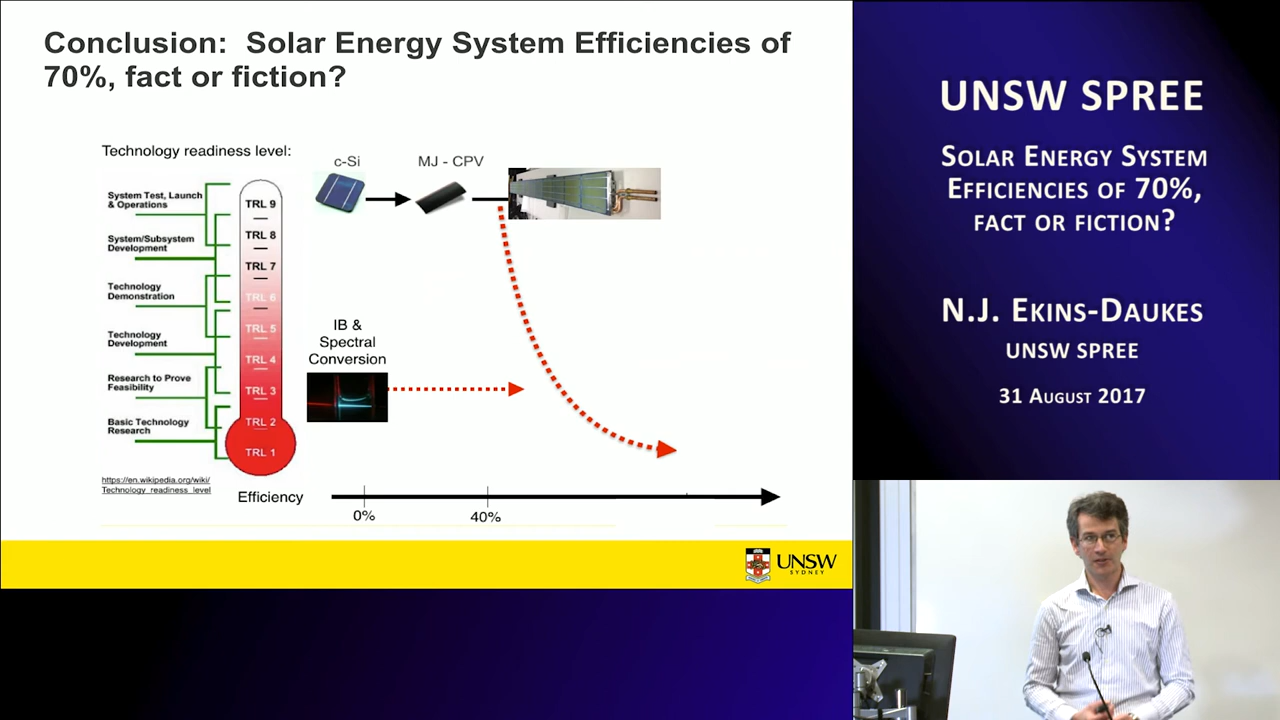 Conclusion: Solar Energy System Efficiencies of
70%, fact or fiction?
Technology readiness level:
System Test, Launch
& Operations
System/Subsystem
Development
Technology
Demonstration
Technology
Development
Research to Prove
Feasibility
Basic Technology
Research
TRL 9
TRL 8
TRL 7
TRL 6
TRL 5
TRL 4
TRL 3
TRL 2
TRL 1
https://en.wikipedia.org/wiki/
Technology_readiness_level
c-Si
MJ - CPV
IB &
Spectral
Conversion
Efficiency
0%
40%
UNSW
SYDNEY
UNSW SPREE
Solar Energy System
Efficiencies of 70%,
fact or fiction?
N.J. Ekins-Daukes
UNSW SPREE
31 August 2017